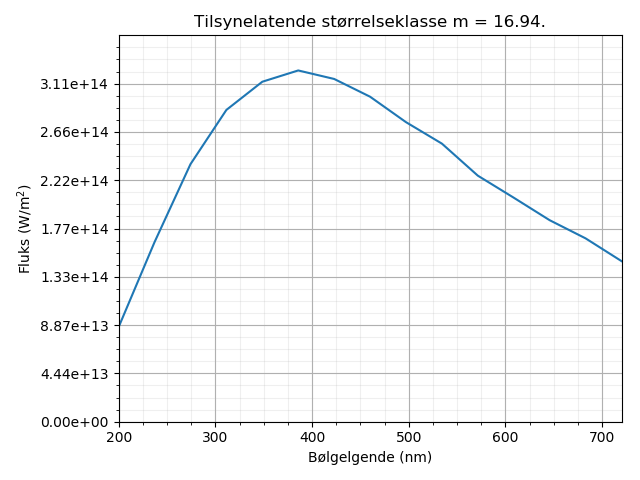 Tilsynelatende størrelseklasse m = 16.94.
Fluks (W/m²)
3.11e+14
2.66e+14
2.22e+14
1.77e+14
1.33e+14
8.87e+13
4.44e+13
0.00e+00
200 300 400 500 600 700
Bølgelgende (nm)